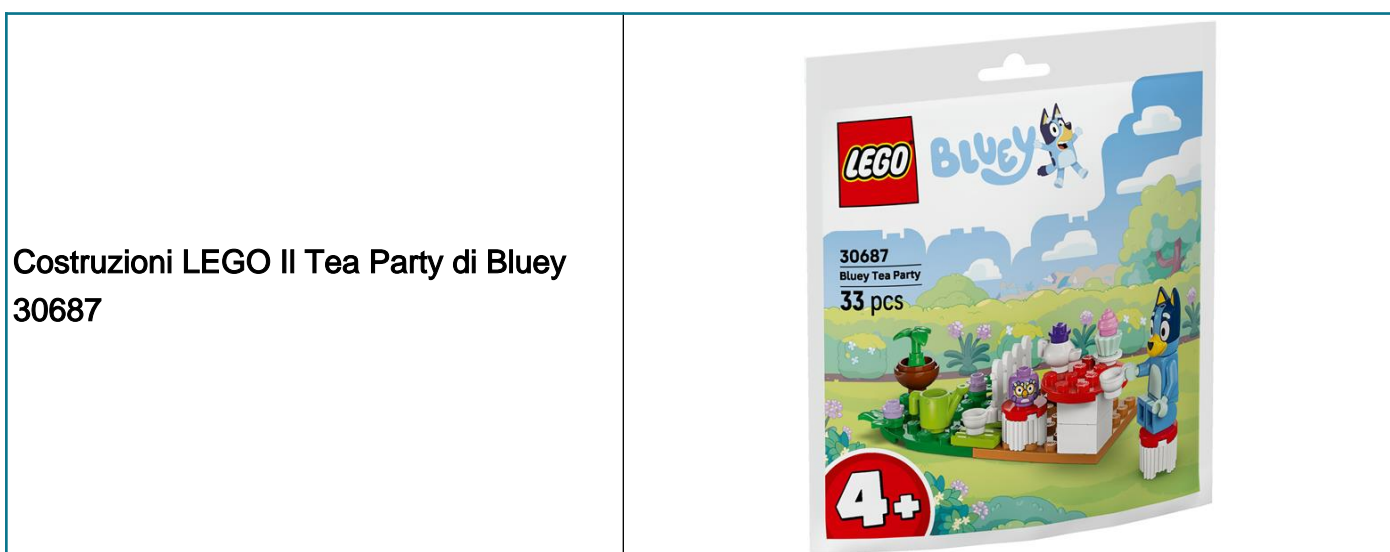 Costruzioni LEGO Il Tea Party di Bluey
30687
LEGO
BLUEY
30687
Bluey Tea Party
33 pcs
4+